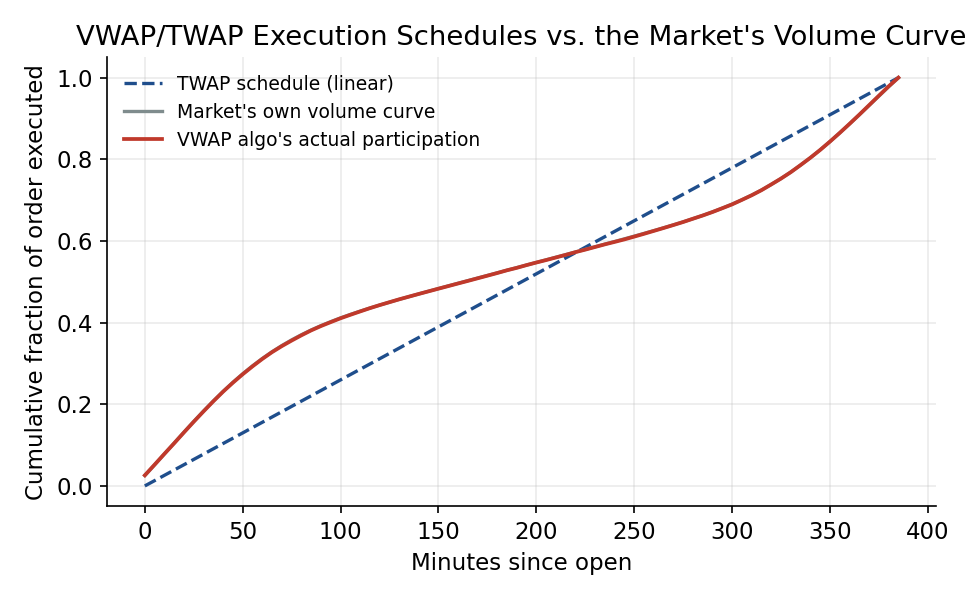 VWAP/TWAP Execution Schedules vs. the Market's Volume Curve
TWAP schedule (linear)
Market's own volume curve
VWAP algo's actual participation
Cumulative fraction of order executed
1.0
0.8
0.6
0.4
0.2
0.0
0 50 100 150 200 250 300 350 400
Minutes since open